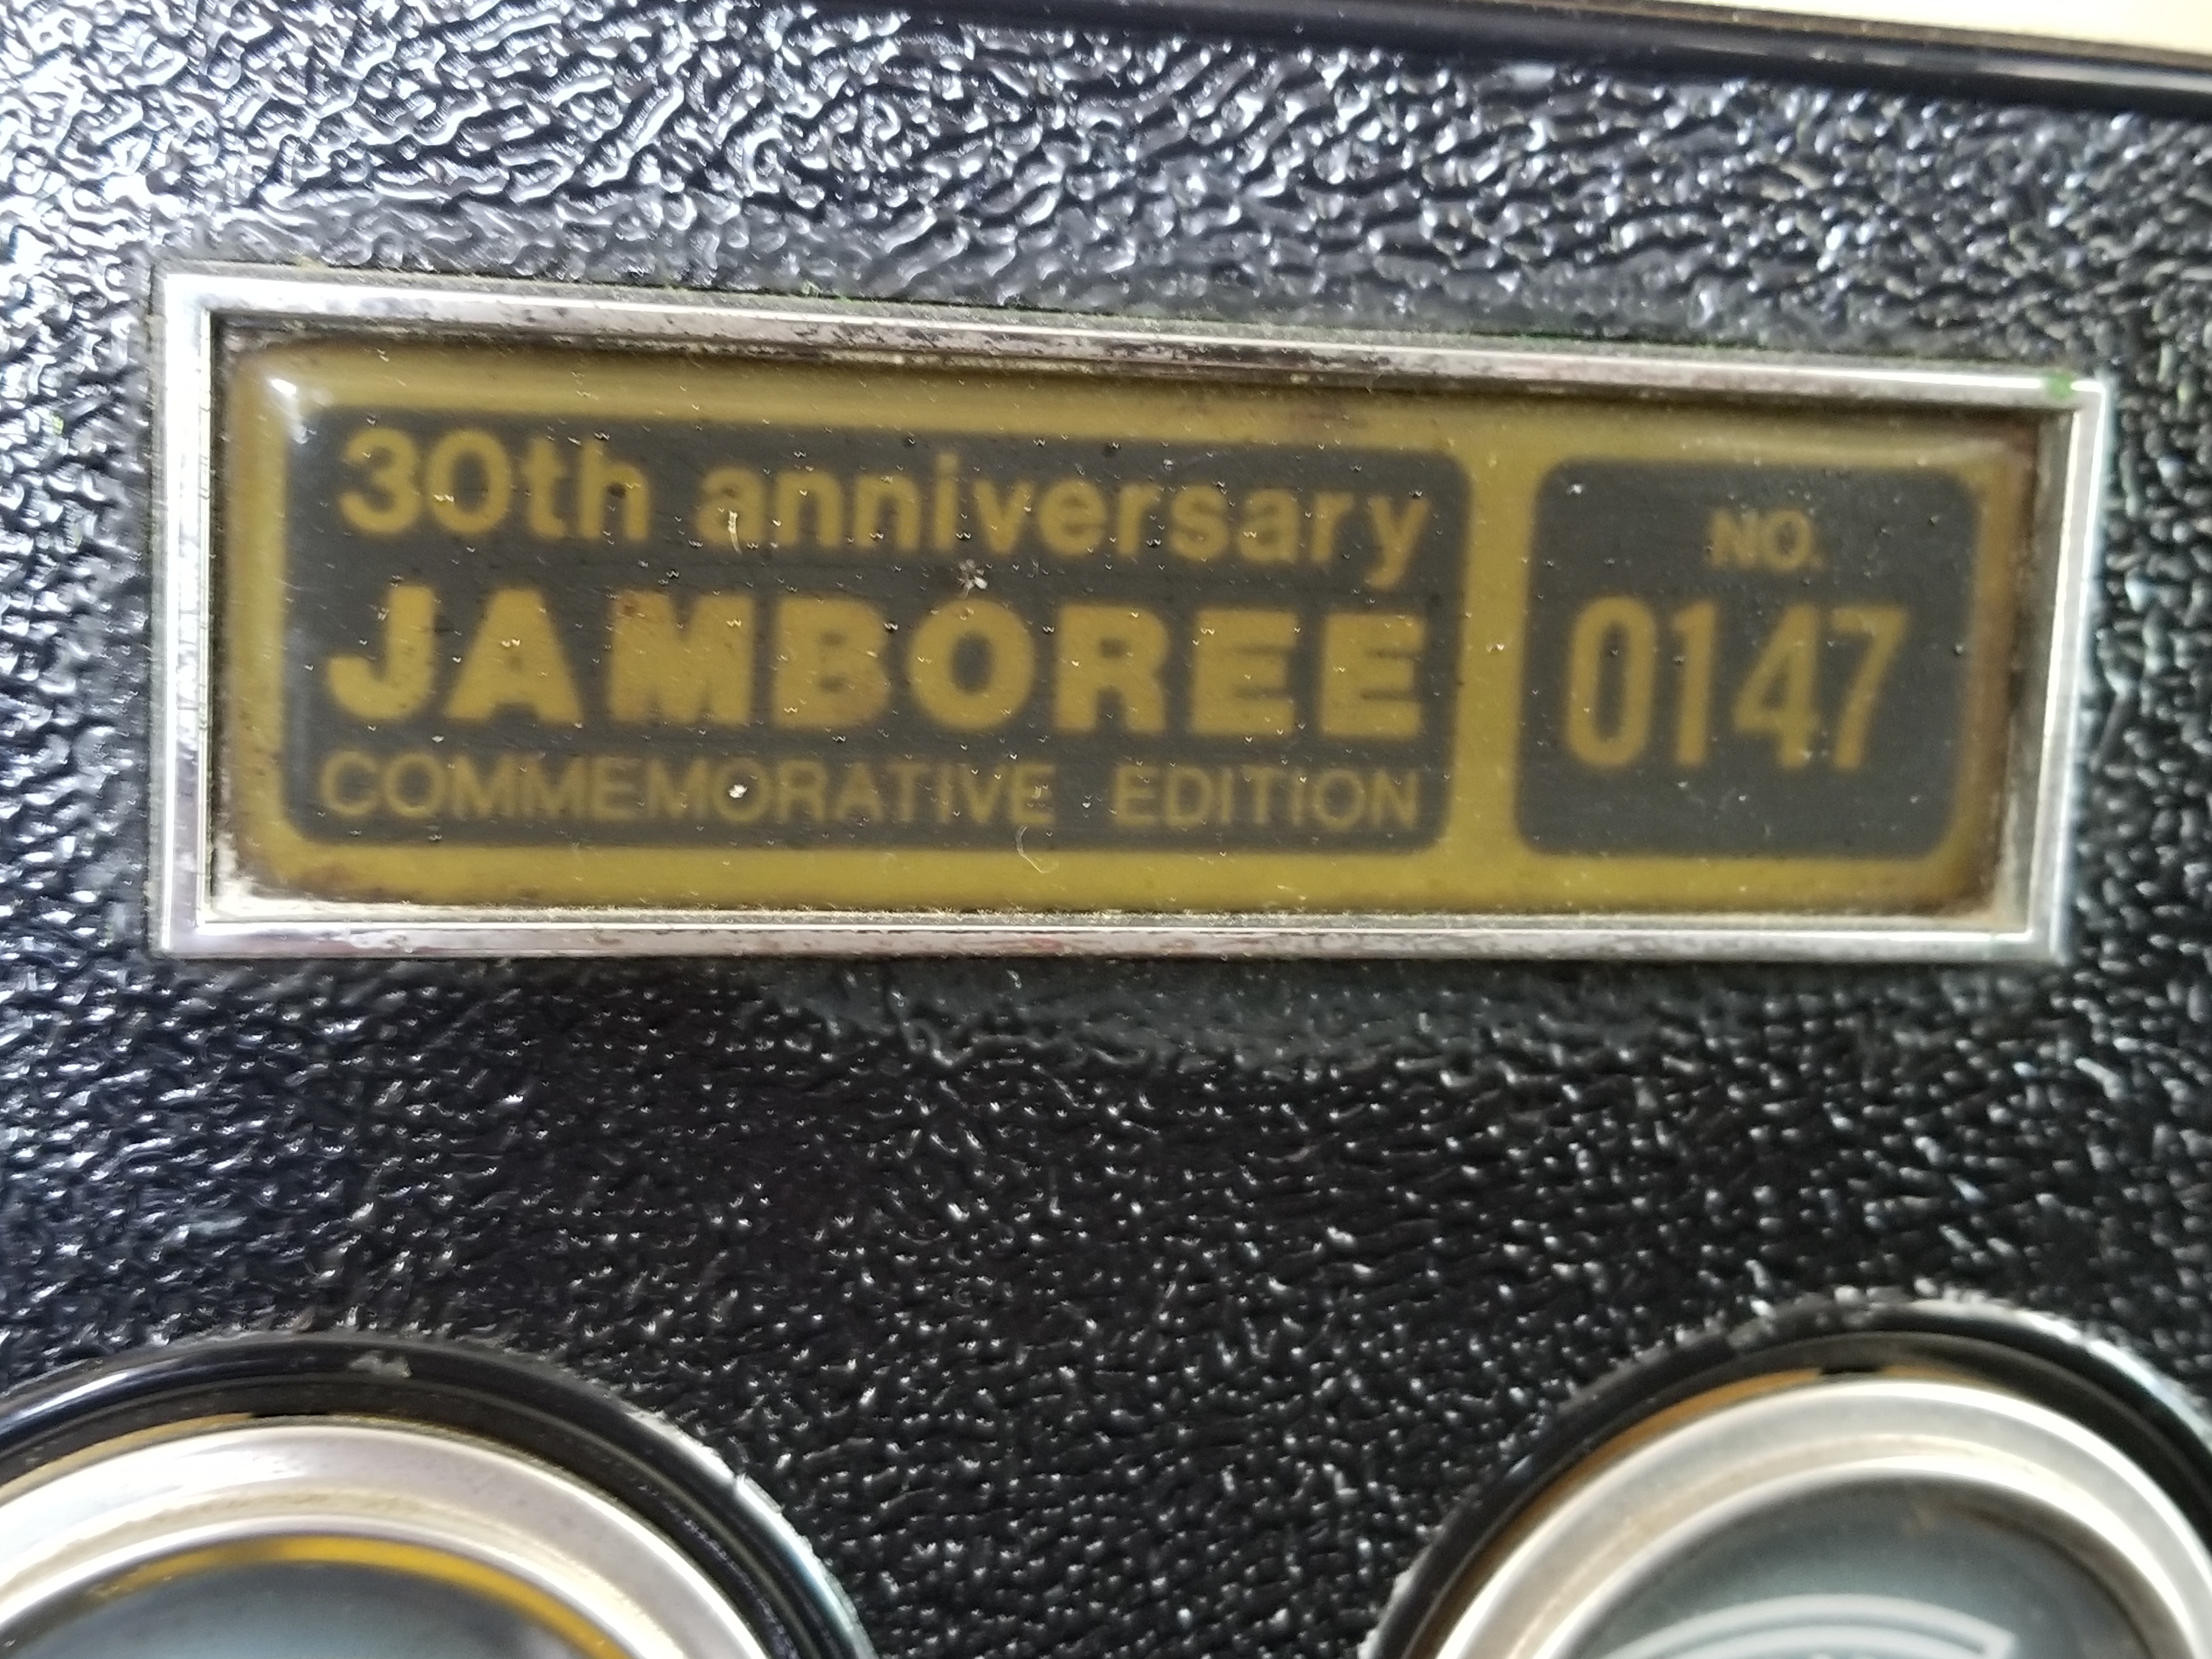 30th anniversary
JAMBOREE
COMMEMORATIVE EDITION
NO.
0147